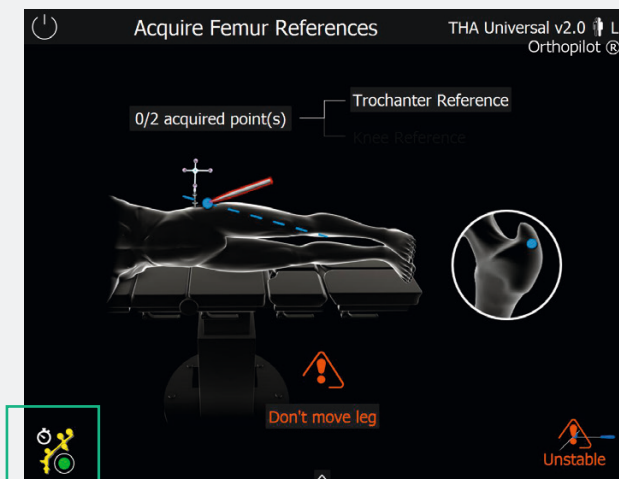 Acquire Femur References
THA Universal v2.0 L
Orthopilot ®
0/2 acquired point(s)
Trochanter Reference
Knee Reference
Don't move leg
Unstable